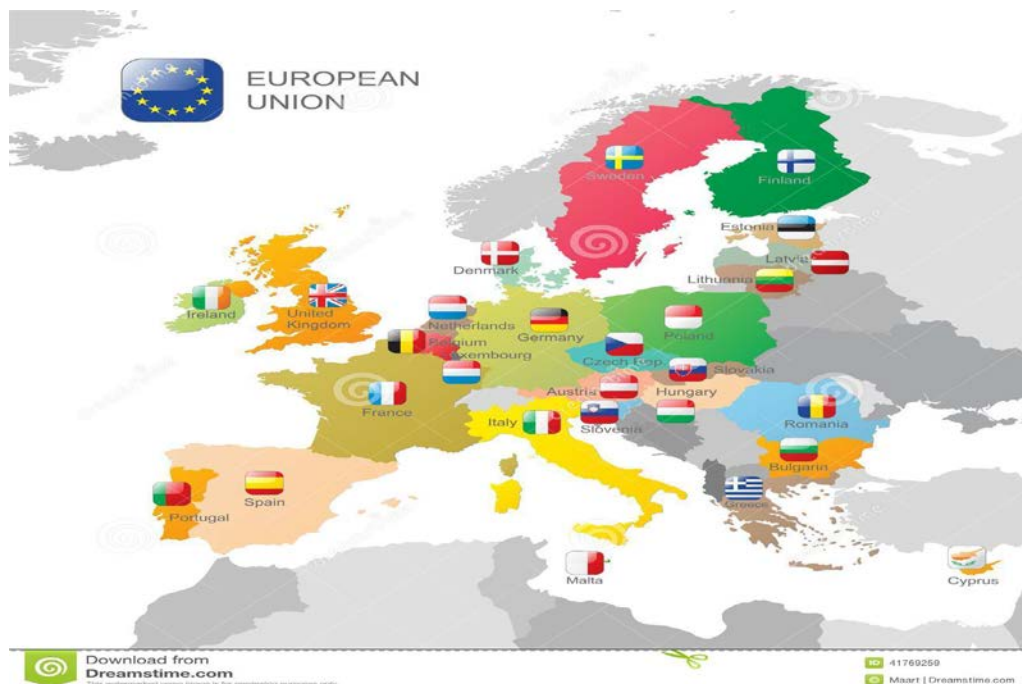 EUROPEAN
UNION
Sweden
Finland
Estonia
Latvia
Lithuania
Denmark
Ireland
United
Kingdom
Netherlands
Belgium
Luxembourg
Germany
Poland
Czech Rep.
Slovakia
Austria
Hungary
France
Italy
Slovenia
Romania
Bulgaria
Portugal
Spain
Greece
Malta
Cyprus
Download from
Dreamstime.com
ID 41769259
© Maart | Dreamstime.com